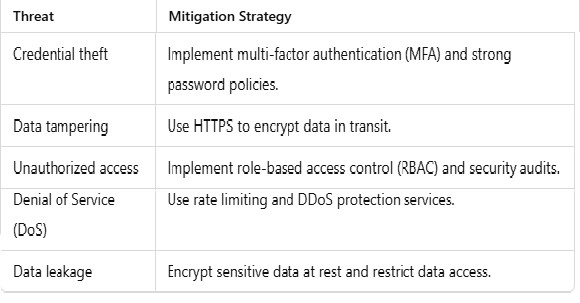 Threat Mitigation Strategy
Credential theft Implement multi-factor authentication (MFA) and strong
password policies.
Data tampering Use HTTPS to encrypt data in transit.
Unauthorized access Implement role-based access control (RBAC) and security audits.
Denial of Service Use rate limiting and DDoS protection services.
(DoS)
Data leakage Encrypt sensitive data at rest and restrict data access.